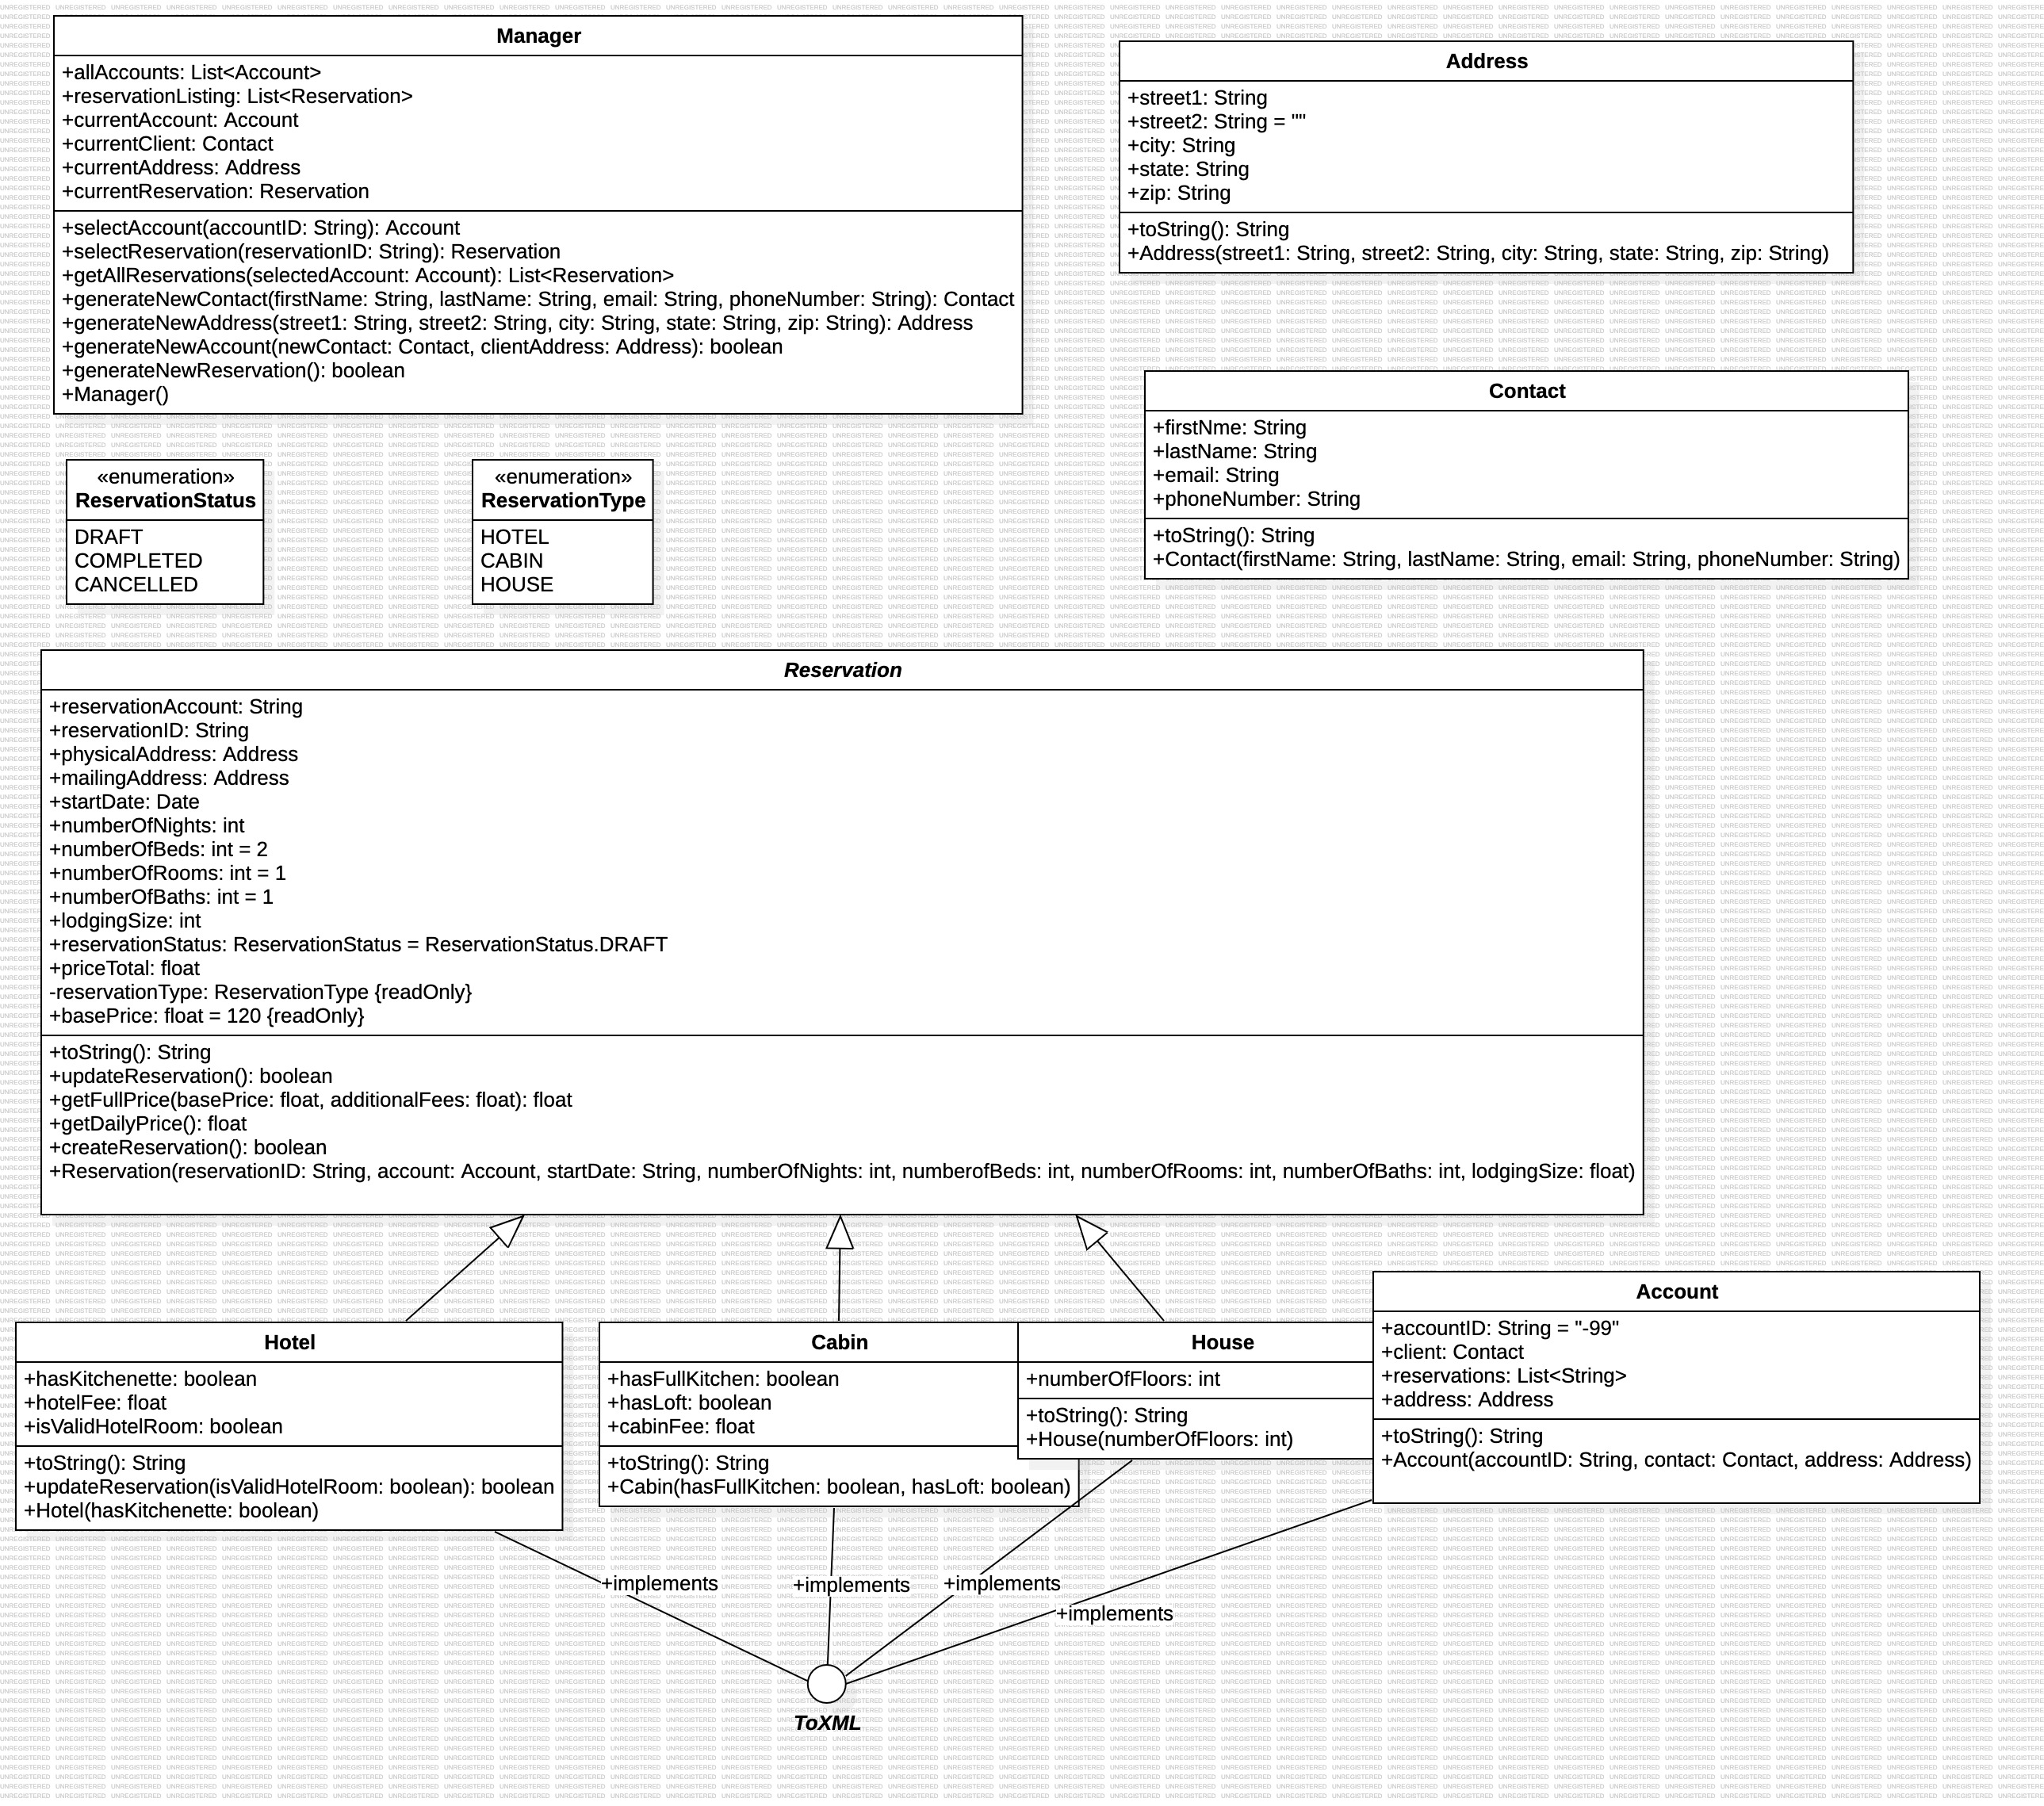 Manager
+allAccounts: List<Account>
+reservationListing: List<Reservation>
+currentAccount: Account
+currentClient: Contact
+currentAddress: Address
+currentReservation: Reservation
+selectAccount(accountID: String): Account
+selectReservation(reservationID: String): Reservation
+getAllReservations(selectedAccount: Account): List<Reservation>
+generateNewContact(firstName: String, lastName: String, email: String, phoneNumber: String): Contact
+generateNewAddress(street1: String, street2: String, city: String, state: String, zip: String): Address
+generateNewAccount(newContact: Contact, clientAddress: Address): boolean
+generateNewReservation(): boolean
+Manager()
Address
+street1: String
+street2: String = ""
+city: String
+state: String
+zip: String
+toString(): String
+Address(street1: String, street2: String, city: String, state: String, zip: String)
Contact
+firstNme: String
+lastName: String
+email: String
+phoneNumber: String
+toString(): String
+Contact(firstName: String, lastName: String, email: String, phoneNumber: String)
«enumeration»
ReservationStatus
DRAFT
COMPLETED
CANCELLED
«enumeration»
ReservationType
HOTEL
CABIN
HOUSE
Reservation
+reservationAccount: String
+reservationID: String
+physicalAddress: Address
+mailingAddress: Address
+startDate: Date
+numberOfNights: int
+numberOfBeds: int = 2
+numberOfRooms: int = 1
+numberOfBaths: int = 1
+lodgingSize: int
+reservationStatus: ReservationStatus = ReservationStatus.DRAFT
+priceTotal: float
-reservationType: ReservationType {readOnly}
+basePrice: float = 120 {readOnly}
+toString(): String
+updateReservation(): boolean
+getFullPrice(basePrice: float, additionalFees: float): float
+getDailyPrice(): float
+createReservation(): boolean
+Reservation(reservationID: String, account: Account, startDate: String, numberOfNights: int, numberofBeds: int, numberOfRooms: int, numberOfBaths: int, lodgingSize: float)
Hotel
+hasKitchenette: boolean
+hotelFee: float
+isValidHotelRoom: boolean
+toString(): String
+updateReservation(isValidHotelRoom: boolean): boolean
+Hotel(hasKitchenette: boolean)
Cabin
+hasFullKitchen: boolean
+hasLoft: boolean
+cabinFee: float
+toString(): String
+Cabin(hasFullKitchen: boolean, hasLoft: boolean)
House
+numberOfFloors: int
+toString(): String
+House(numberOfFloors: int)
Account
+accountID: String = "-99"
+client: Contact
+reservations: List<String>
+address: Address
+toString(): String
+Account(accountID: String, contact: Contact, address: Address)
+implements
+implements
+implements
+implements
ToXML
UNREGISTERED